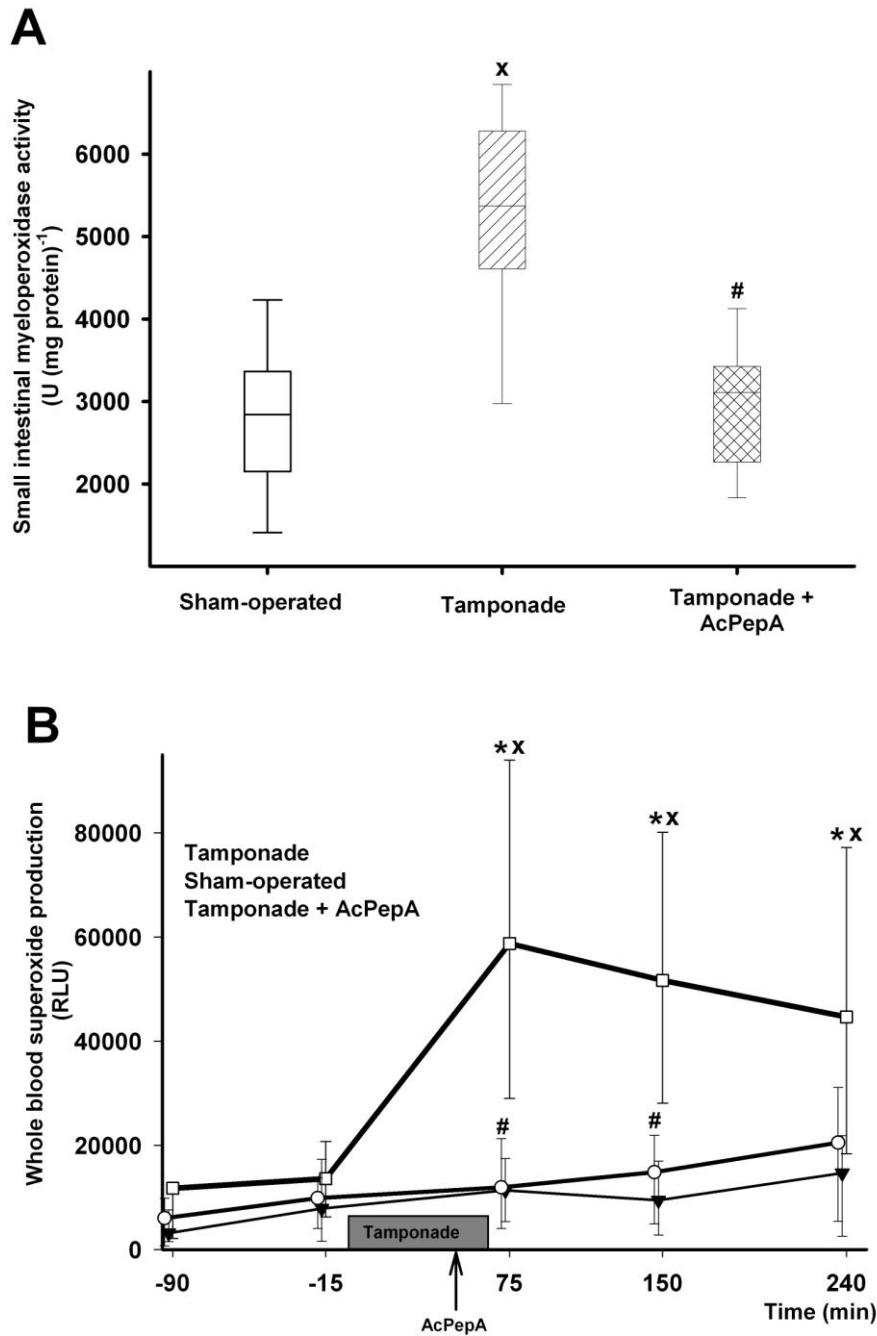 A
x
6000
5000
#
4000
3000
2000
Small intestinal myeloperoxidase activity
(U (mg protein)-1
Sham-operated
Tamponade
Tamponade +
AcPepA
B
*x
*x
*x
80000
Tamponade
Sham-operated
Tamponade + AcPepA
60000
40000
20000
#
#
0
Whole blood superoxide production
(RLU)
Tamponade
-90
-15
75
150
240
Time (min)
AcPepA